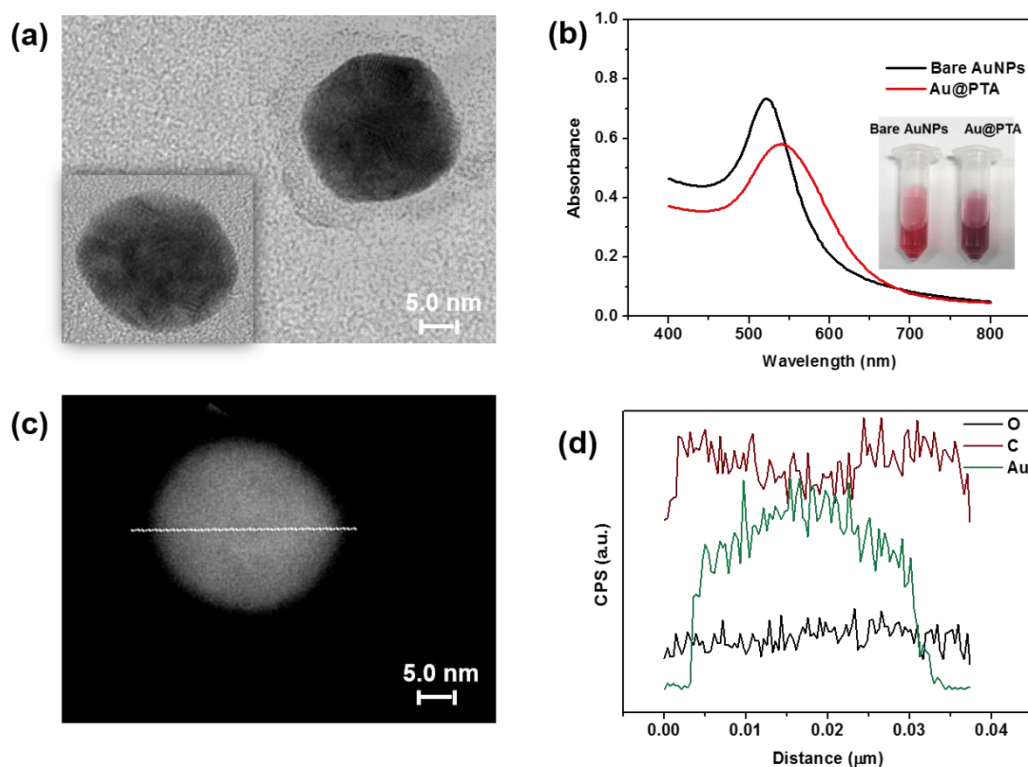 (a)
5.0 nm
(b)
Absorbance
1.0
0.8
0.6
0.4
0.2
0.0
400
500
600
700
800
Wavelength (nm)
Bare AuNPs
Au@PTA
Bare AuNPs Au@PTA
(c)
5.0 nm
(d)
CPS (a.u.)
O
C
Au
0.00
0.01
0.02
0.03
0.04
Distance (μm)